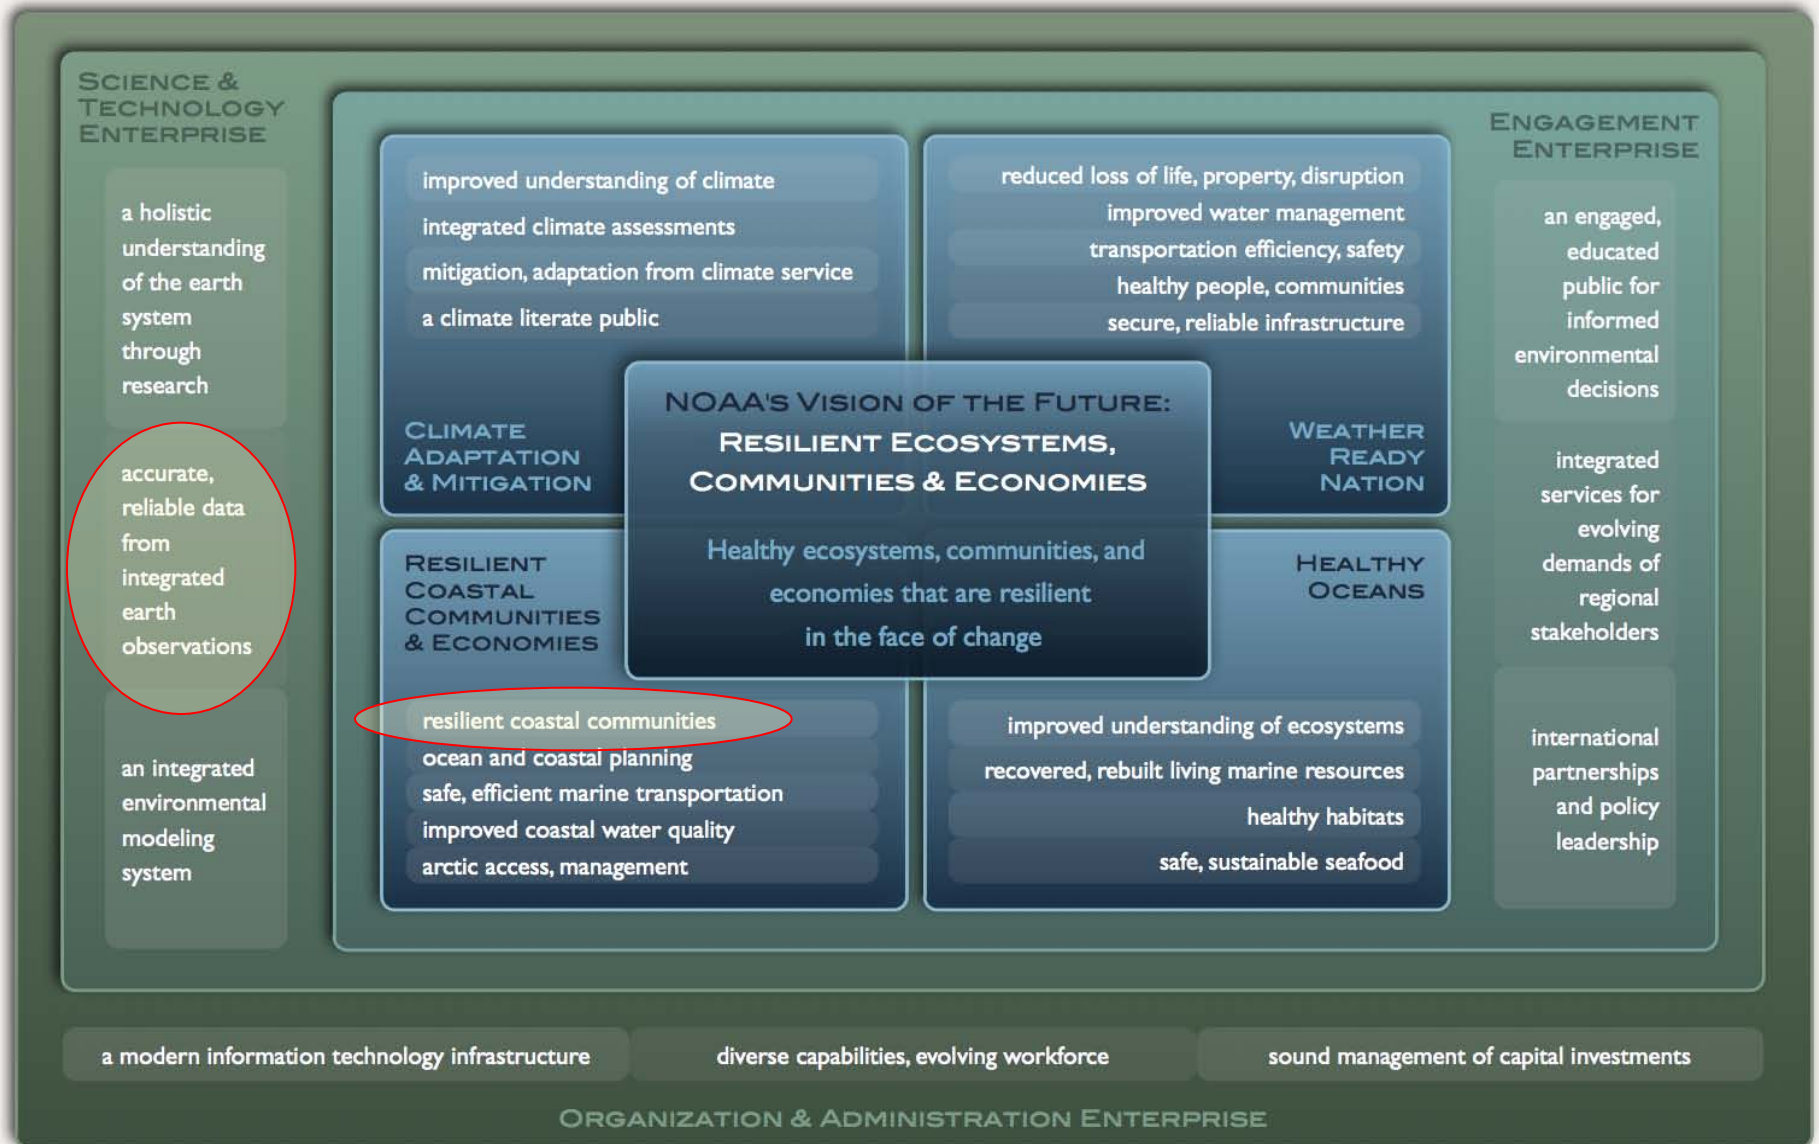 SCIENCE &
TECHNOLOGY
ENTERPRISE
a holistic
understanding
of the earth
system
through
research
accurate,
reliable data
from
integrated
earth
observations
an integrated
environmental
modeling
system
improved understanding of climate
integrated climate assessments
mitigation, adaptation from climate service
a climate literate public
CLIMATE
ADAPTATION
& MITIGATION
reduced loss of life, property, disruption
improved water management
transportation efficiency, safety
healthy people, communities
secure, reliable infrastructure
WEATHER
READY
NATION
NOAA'S VISION OF THE FUTURE:
RESILIENT ECOSYSTEMS,
COMMUNITIES & ECONOMIES
Healthy ecosystems, communities, and
economies that are resilient
in the face of change
RESILIENT
COASTAL
COMMUNITIES
& ECONOMIES
resilient coastal communities
ocean and coastal planning
safe, efficient marine transportation
improved coastal water quality
arctic access, management
HEALTHY
OCEANS
improved understanding of ecosystems
recovered, rebuilt living marine resources
healthy habitats
safe, sustainable seafood
ENGAGEMENT
ENTERPRISE
an engaged,
educated
public for
informed
environmental
decisions
integrated
services for
evolving
demands of
regional
stakeholders
international
partnerships
and policy
leadership
a modern information technology infrastructure
diverse capabilities, evolving workforce
sound management of capital investments
ORGANIZATION & ADMINISTRATION ENTERPRISE